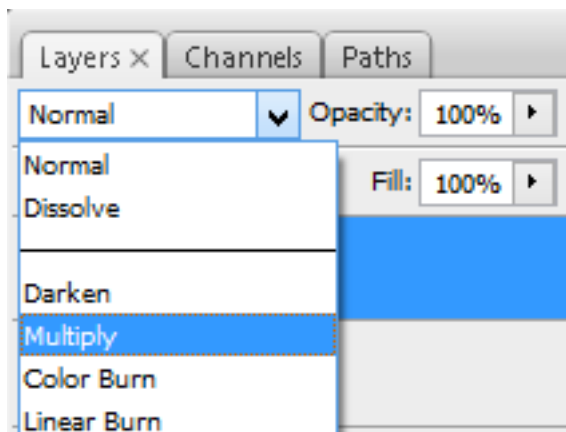 Layers × Channels Paths
Normal Opacity: 100%
Normal Fill: 100%
Dissolve
Darken
Multiply
Color Burn
Linear Burn